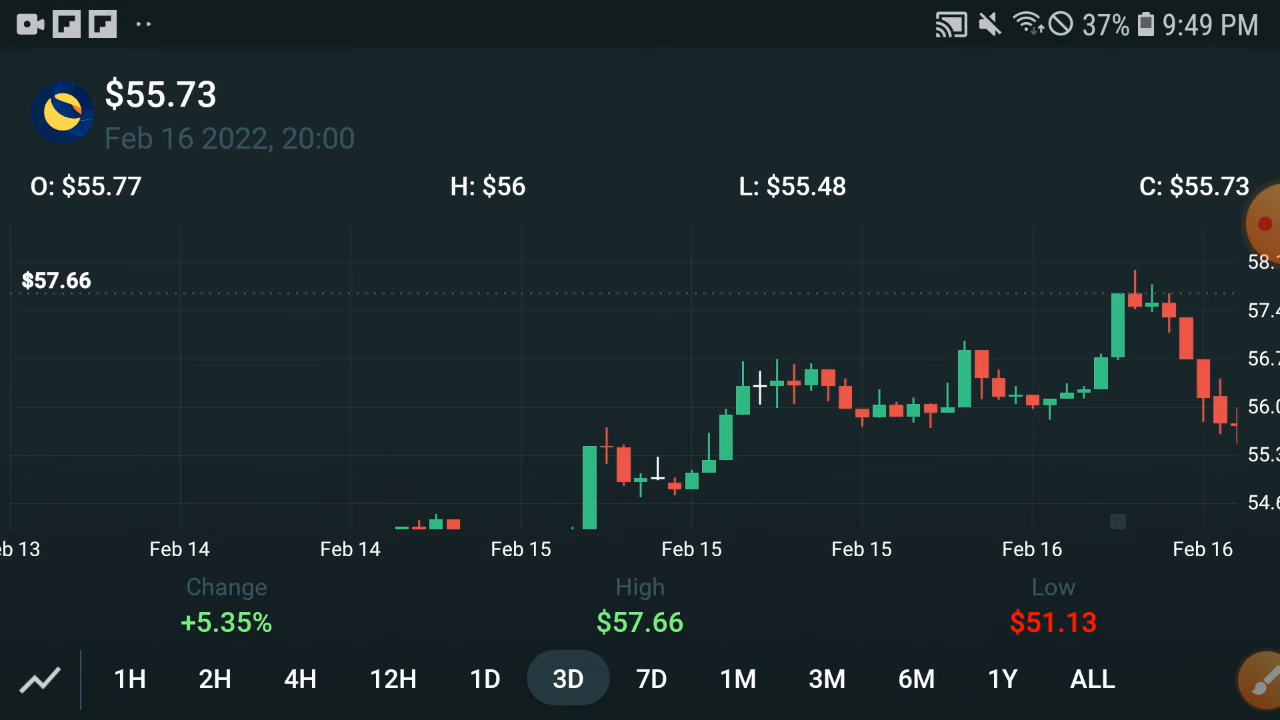 37% 9:49 PM
$55.73
Feb 16 2022, 20:00
O: $55.77 H: $56 L: $55.48 C: $55.73
58.
$57.66
57.4
56.7
56.0
55.3
54.6
b 13 Feb 14 Feb 14 Feb 15 Feb 15 Feb 15 Feb 16 Feb 16
Change High Low
+5.35% $57.66 $51.13
1H 2H 4H 12H 1D 3D 7D 1M 3M 6M 1Y ALL